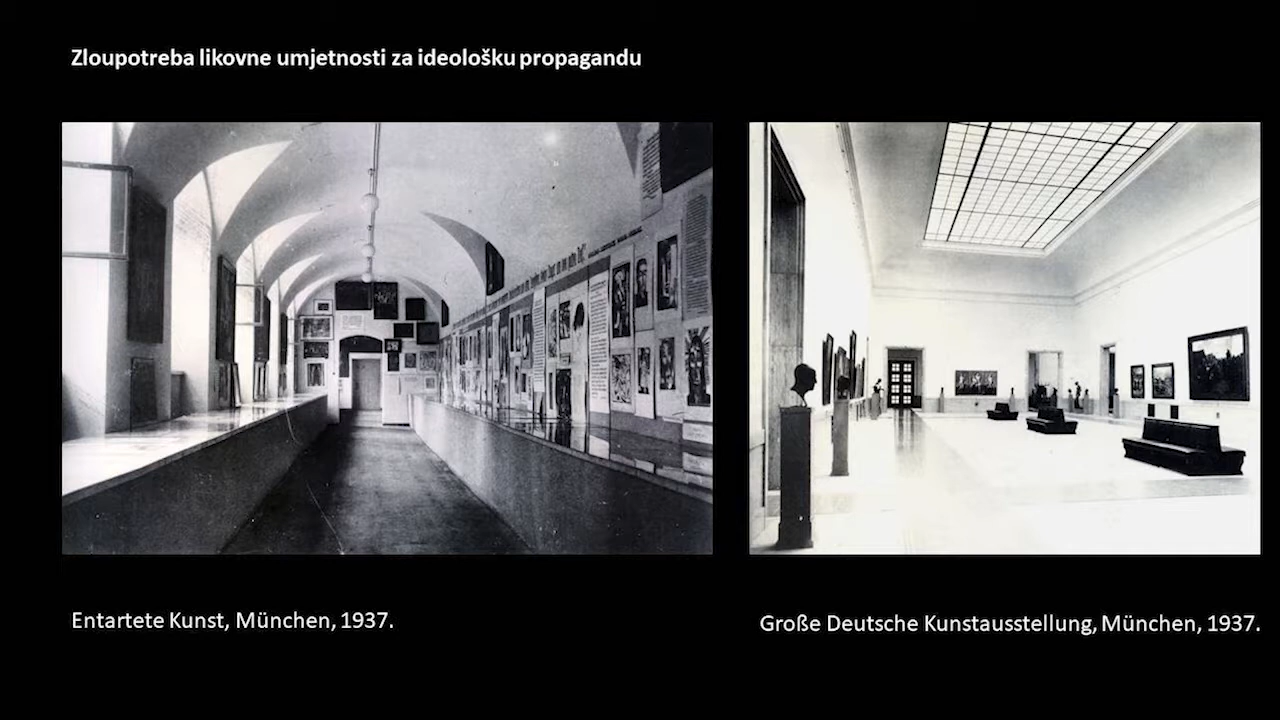 Zloupotreba likovne umjetnosti za ideološku propagandu
Entartete Kunst, München, 1937.
Große Deutsche Kunstausstellung, München, 1937.